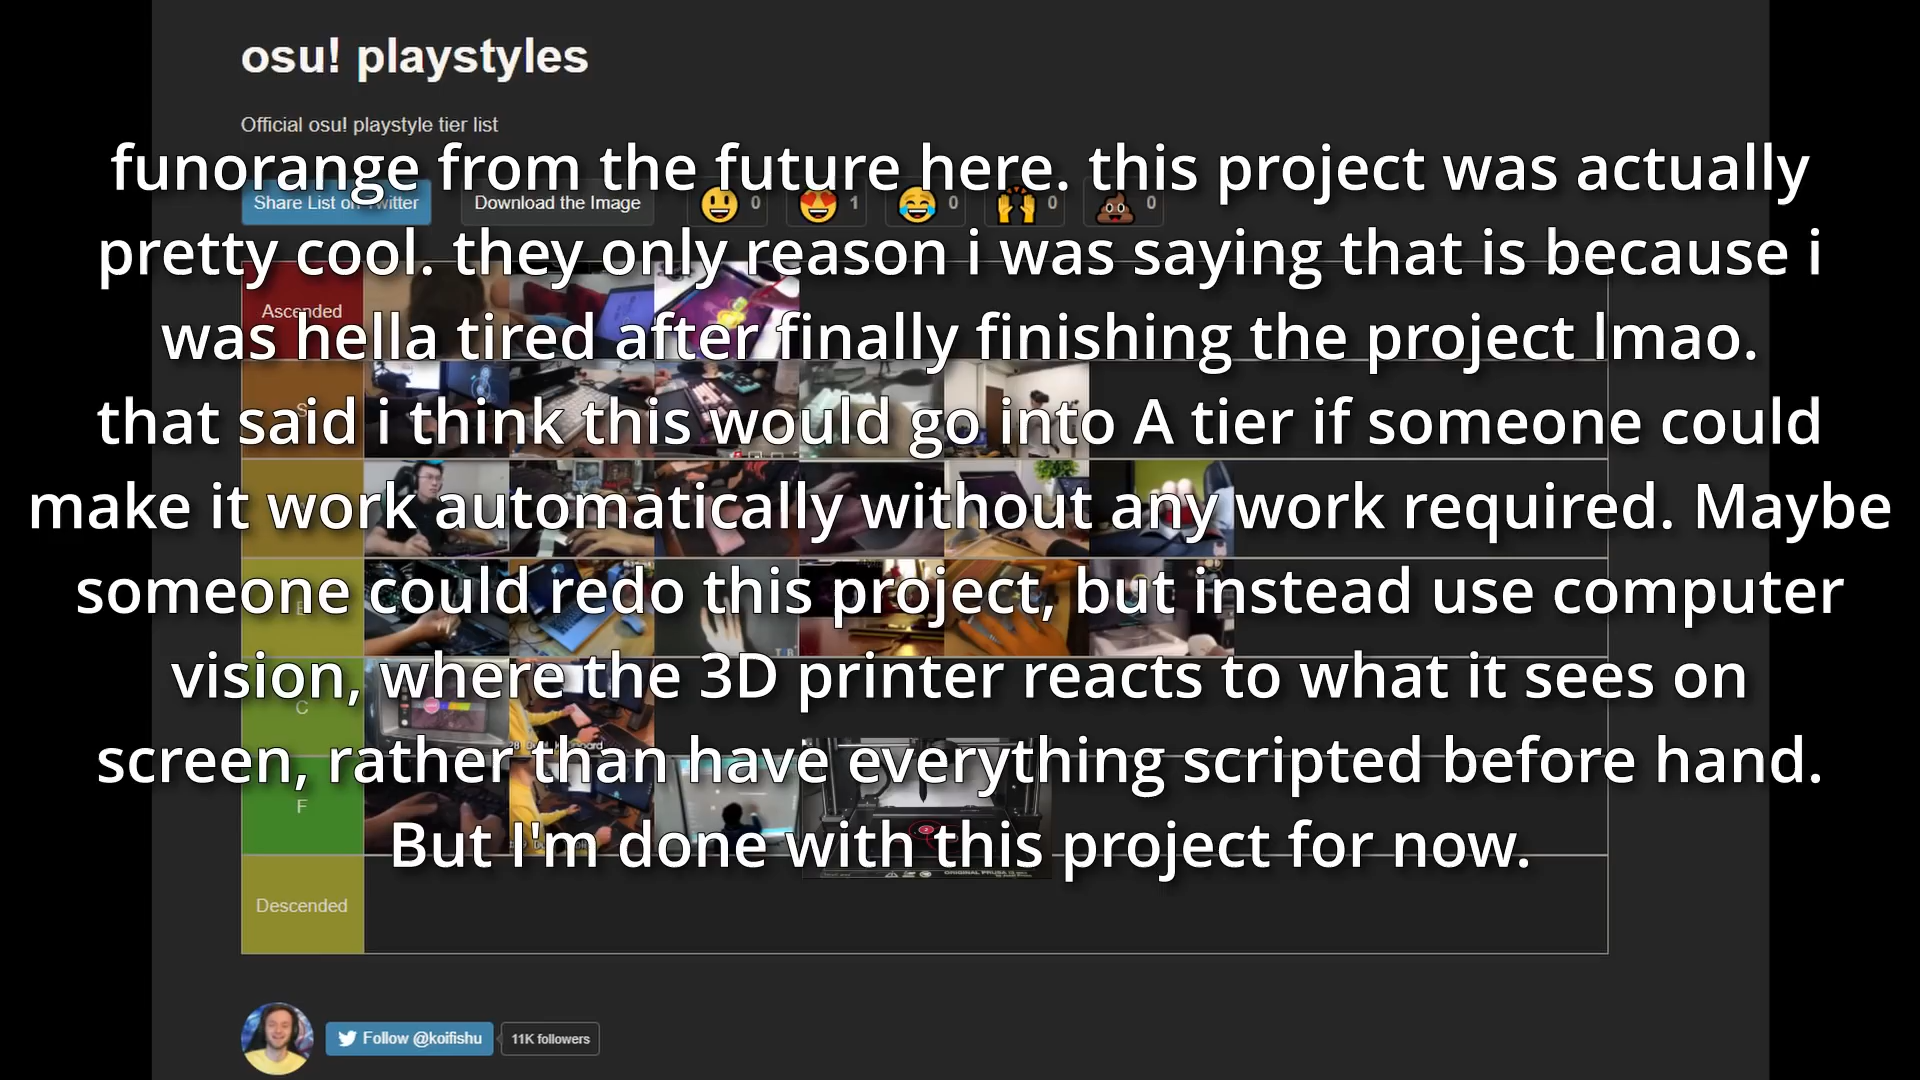 osu! playstyles
Official osu! playstyle tier list
funorange from the future here. this project was actually
Share List on Twitter
Download the Image
0
1
0
0
0
pretty cool. they only reason i was saying that is because i
Ascended
was hella tired after finally finishing the project lmao.
S
that said i think this would go into A tier if someone could
make it work automatically without any work required. Maybe
someone could redo this project, but instead use computer
vision, where the 3D printer reacts to what it sees on
C
screen, rather than have everything scripted before hand.
F
But I'm done with this project for now.
ORIGINAL PRUSA
Descended
Follow @koifishu
11K followers